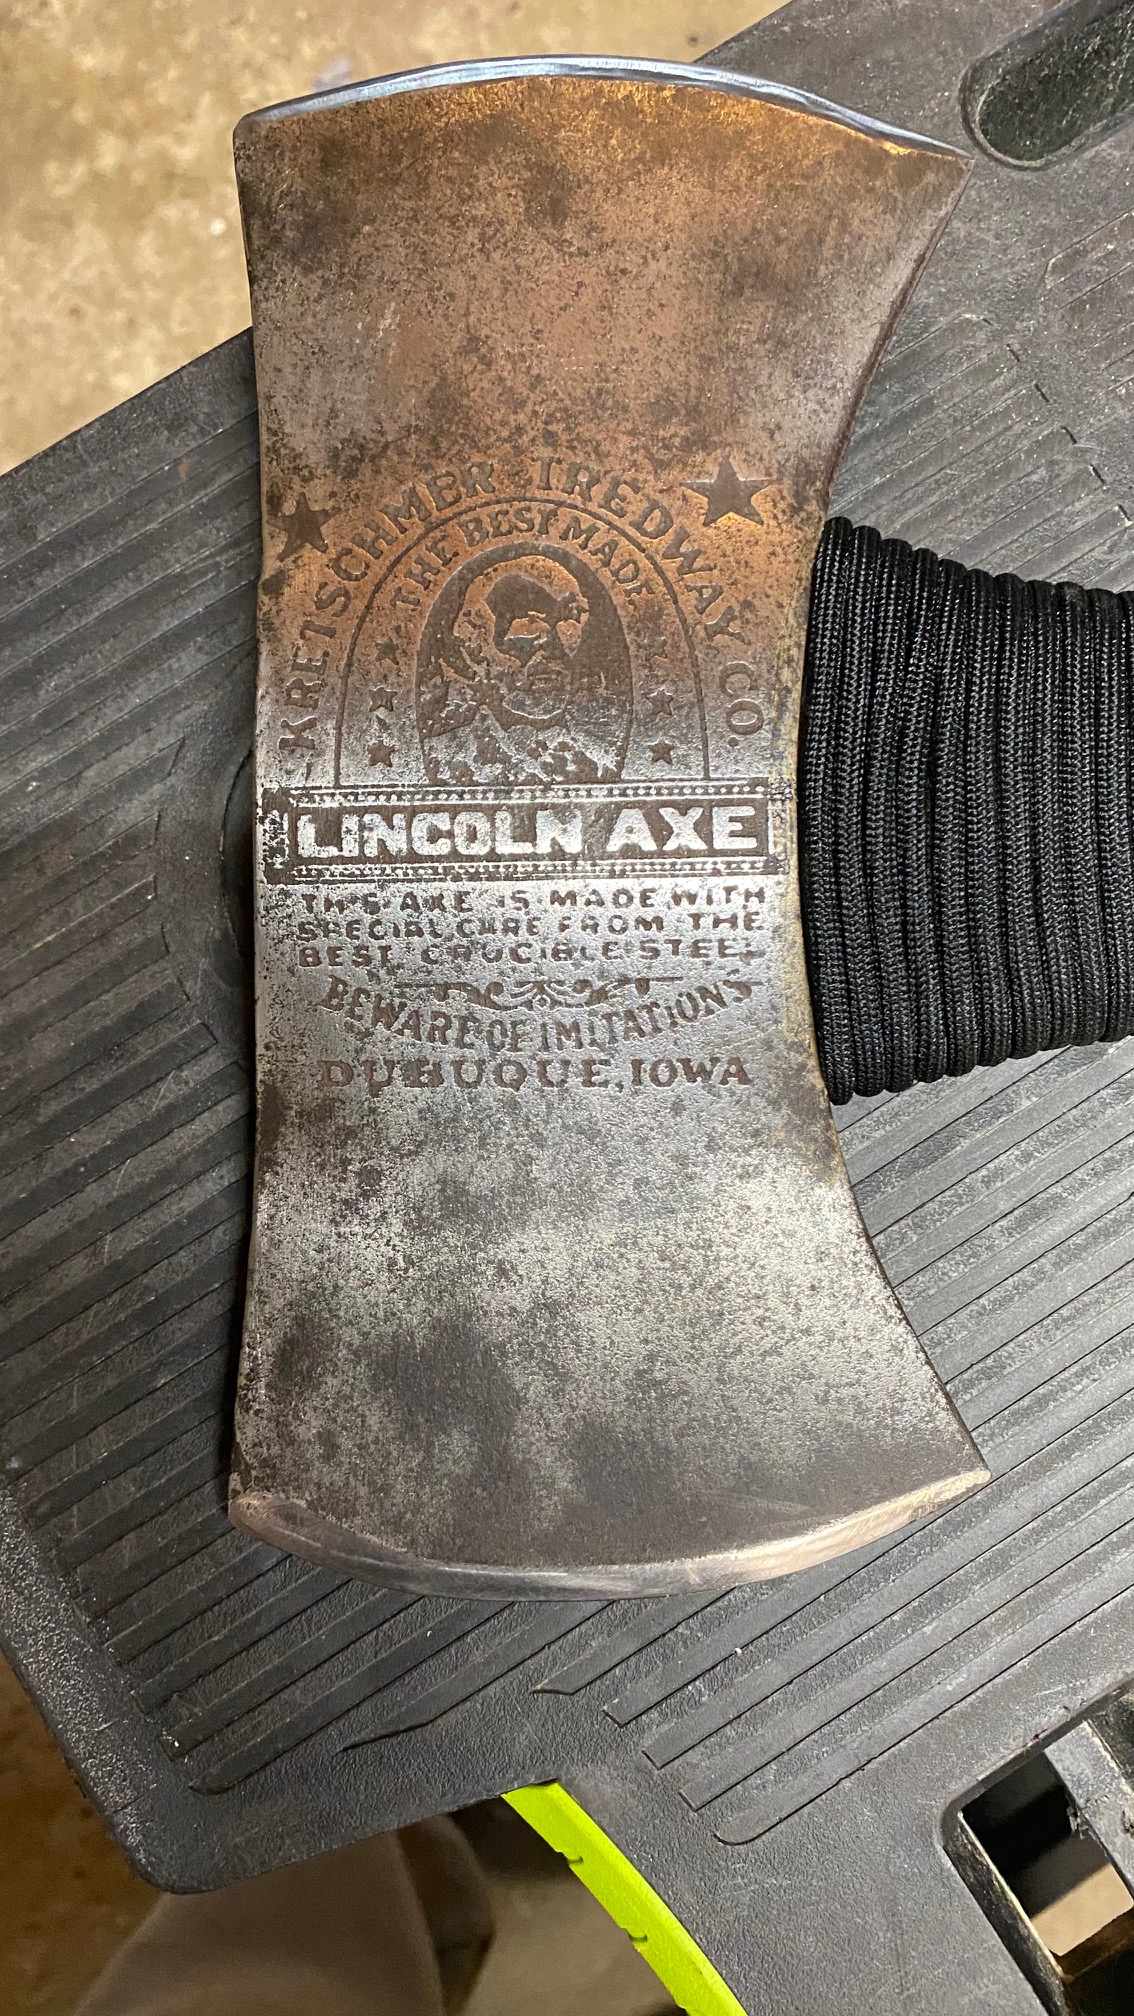 KRETSCHMER TREDWAY CO.
THE BEST MADE
LINCOLN AXE
THIS AXE IS MADE WITH
SPECIAL CARE FROM THE
BEST CRUCIBLE STEEL
BEWARE OF IMITATIONS
DUBUQUE, IOWA